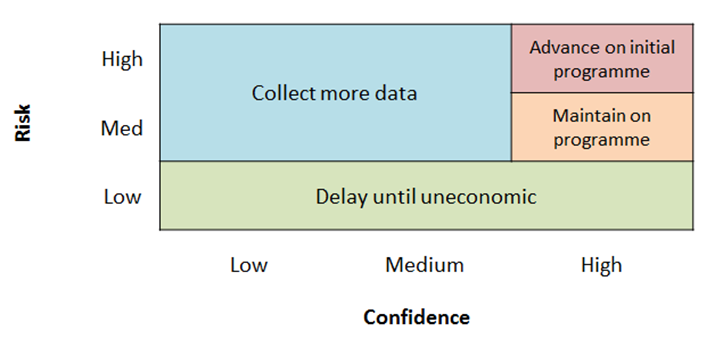 High
Advance on initial
programme
Collect more data
Risk
Med
Maintain on
programme
Low
Delay until uneconomic
Low
Medium
High
Confidence